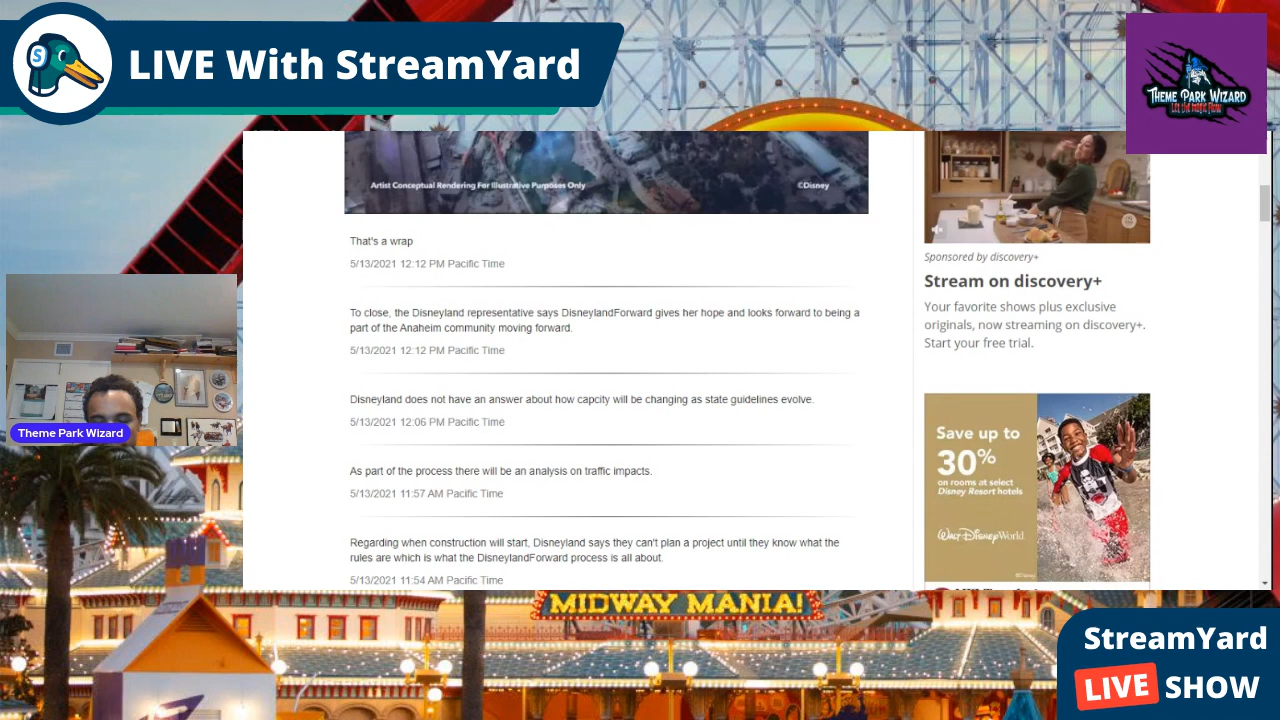 LIVE With StreamYard
S
THEME PARK WIZARD
LET THE MAGIC FLOW
Artist Conceptual Rendering For Illustrative Purposes Only
©Disney
That's a wrap
5/13/2021 12:12 PM Pacific Time
To close, the Disneyland representative says DisneylandForward gives her hope and looks forward to being a
part of the Anaheim community moving forward.
5/13/2021 12:12 PM Pacific Time
Disneyland does not have an answer about how capcity will be changing as state guidelines evolve.
5/13/2021 12:06 PM Pacific Time
As part of the process there will be an analysis on traffic impacts.
5/13/2021 11:57 AM Pacific Time
Regarding when construction will start, Disneyland says they can't plan a project until they know what the
rules are which is what the DisneylandForward process is all about.
5/13/2021 11:54 AM Pacific Time
Sponsored by discovery+
Stream on discovery+
Your favorite shows plus exclusive
originals, now streaming on discovery+.
Start your free trial.
Save up to
30%
on rooms at select
Disney Resort hotels
Walt Disney World
©Disney
Theme Park Wizard
MIDWAY MANIA!
StreamYard
LIVE SHOW